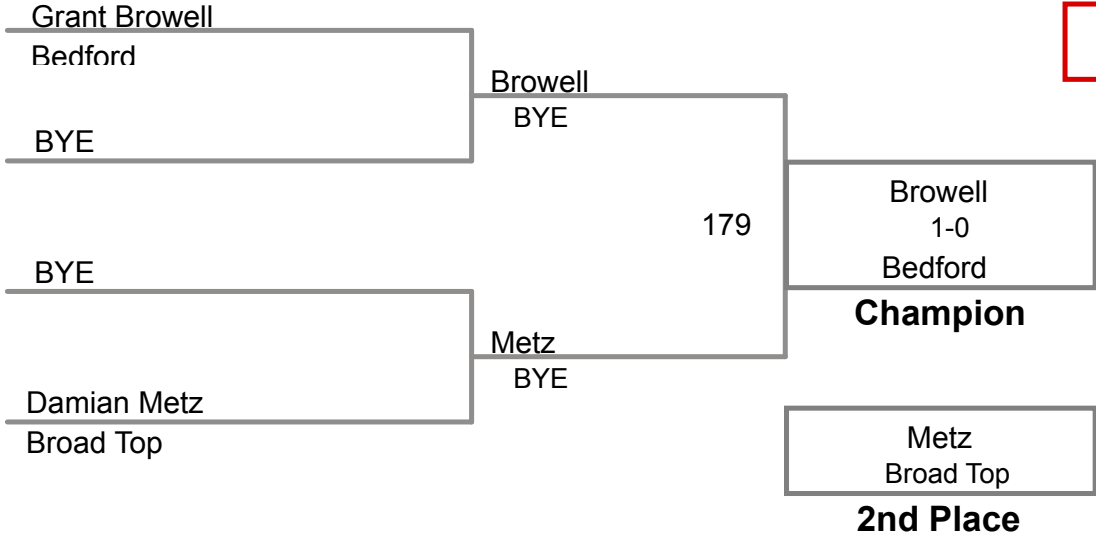 Grant Browell
Bedford
Browell
BYE
BYE
179
Browell
1-0
Bedford
Champion
BYE
Metz
BYE
Damian Metz
Broad Top
Metz
Broad Top
2nd Place